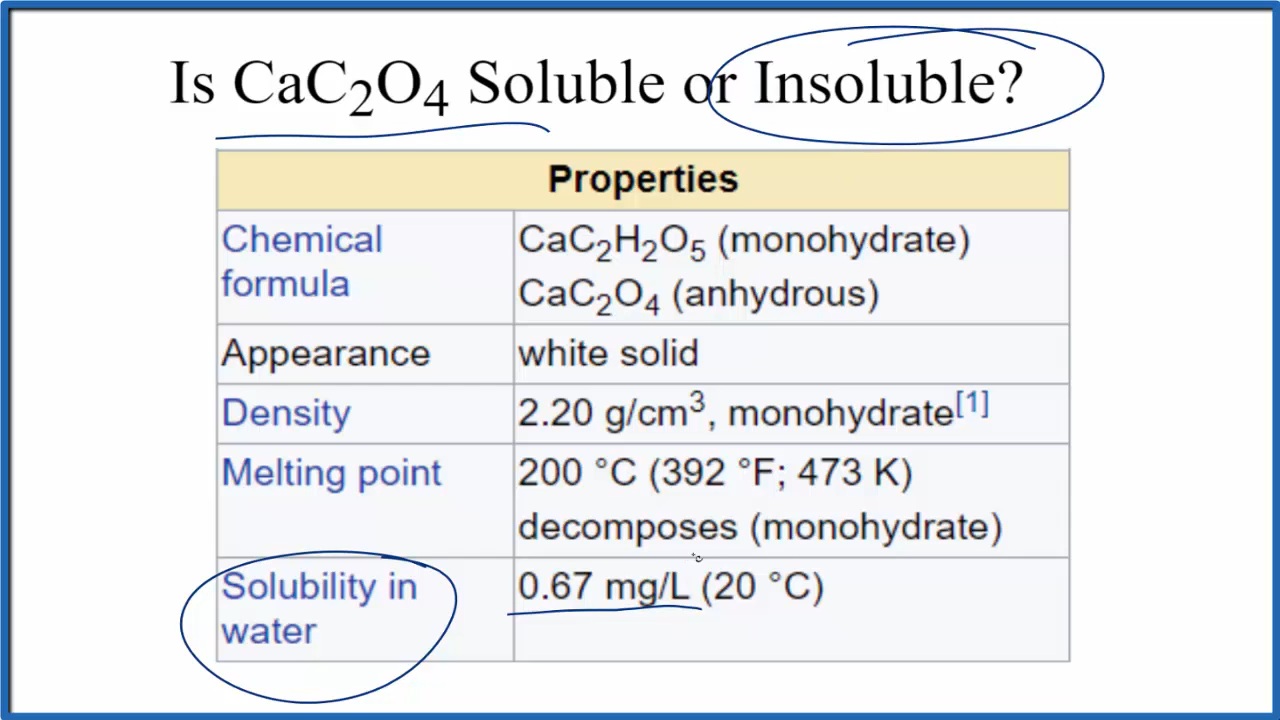 Is CaC₂O₄ Soluble or Insoluble?
Properties
Chemical formula
CaC₂H₂O₅ (monohydrate)
CaC₂O₄ (anhydrous)
Appearance
white solid
Density
2.20 g/cm³, monohydrate[1]
Melting point
200 °C (392 °F; 473 K)
decomposes (monohydrate)
Solubility in
water
0.67 mg/L (20 °C)